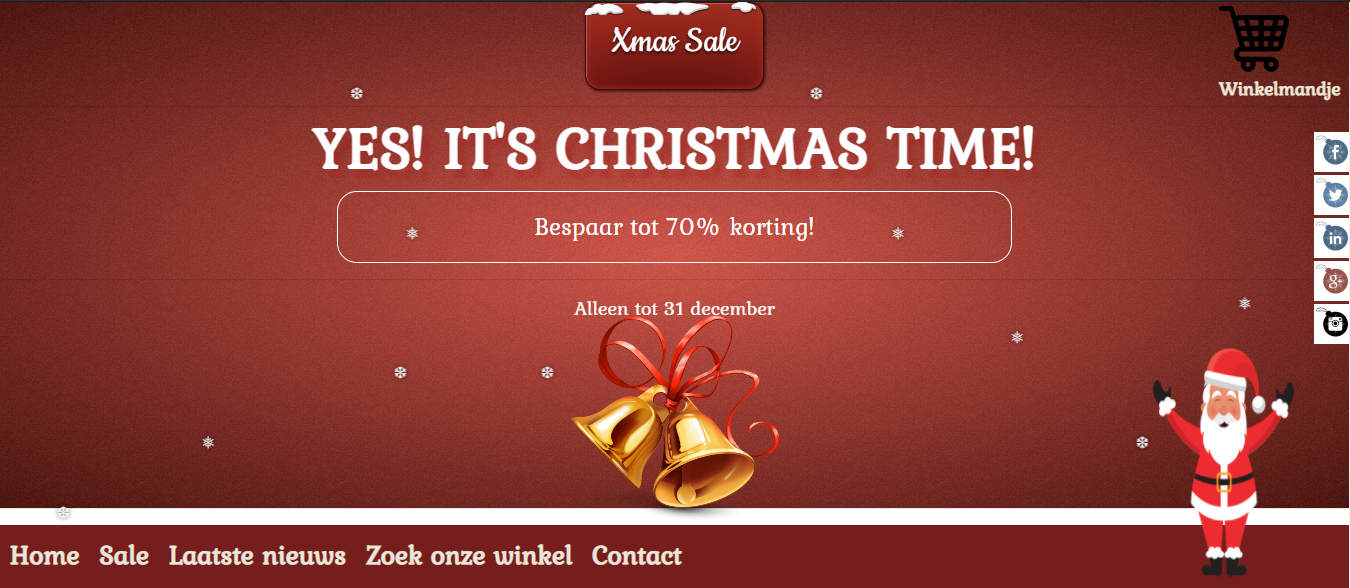 Xmas Sale
Winkelmandje
YES! IT'S CHRISTMAS TIME!
Bespaar tot 70% korting!
Alleen tot 31 december
Home Sale Laatste nieuws Zoek onze winkel Contact